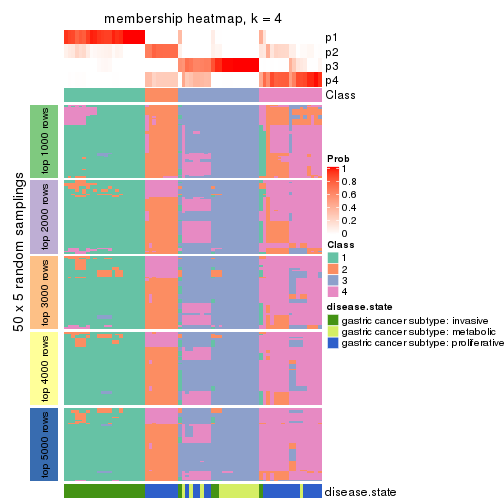 membership heatmap, k = 4
p1
p2
p3
p4
Class
50 x 5 random samplings
top 1000 rows
top 2000 rows
top 3000 rows
top 4000 rows
top 5000 rows
Prob
1
0.8
0.6
0.4
0.2
0
Class
1
2
3
4
disease.state
gastric cancer subtype: invasive
gastric cancer subtype: metabolic
gastric cancer subtype: proliferative
disease.state